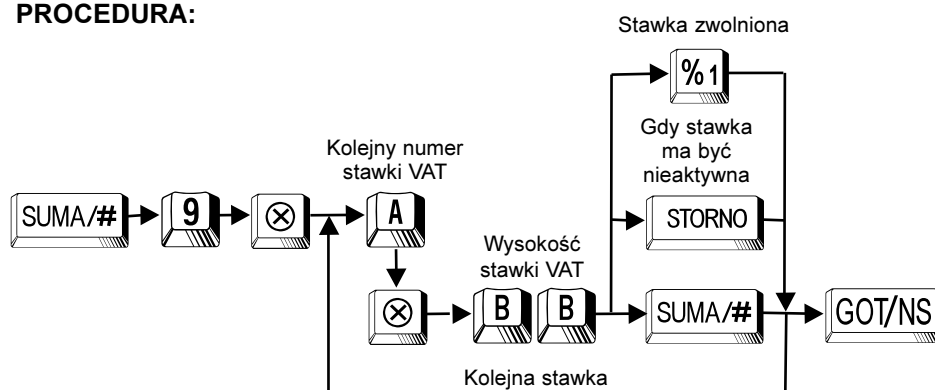 PROCEDURA:
Stawka zwolniona
%1
Gdy stawka
ma być
nieaktywna
Kolejny numer
stawki VAT
SUMA/# 9 ⊗ A STORNO
Wysokość
stawki VAT
⊗ B B SUMA/# GOT/NS
Kolejna stawka